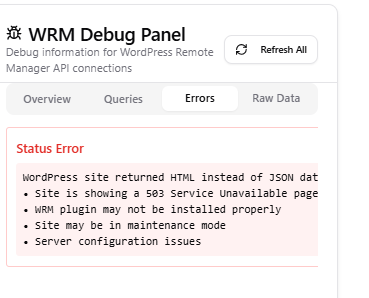 WRM Debug Panel
Debug information for WordPress Remote
Manager API connections
Refresh All
Overview
Queries
Errors
Raw Data
Status Error
WordPress site returned HTML instead of JSON dat
• Site is showing a 503 Service Unavailable page
• WRM plugin may not be installed properly
• Site may be in maintenance mode
• Server configuration issues